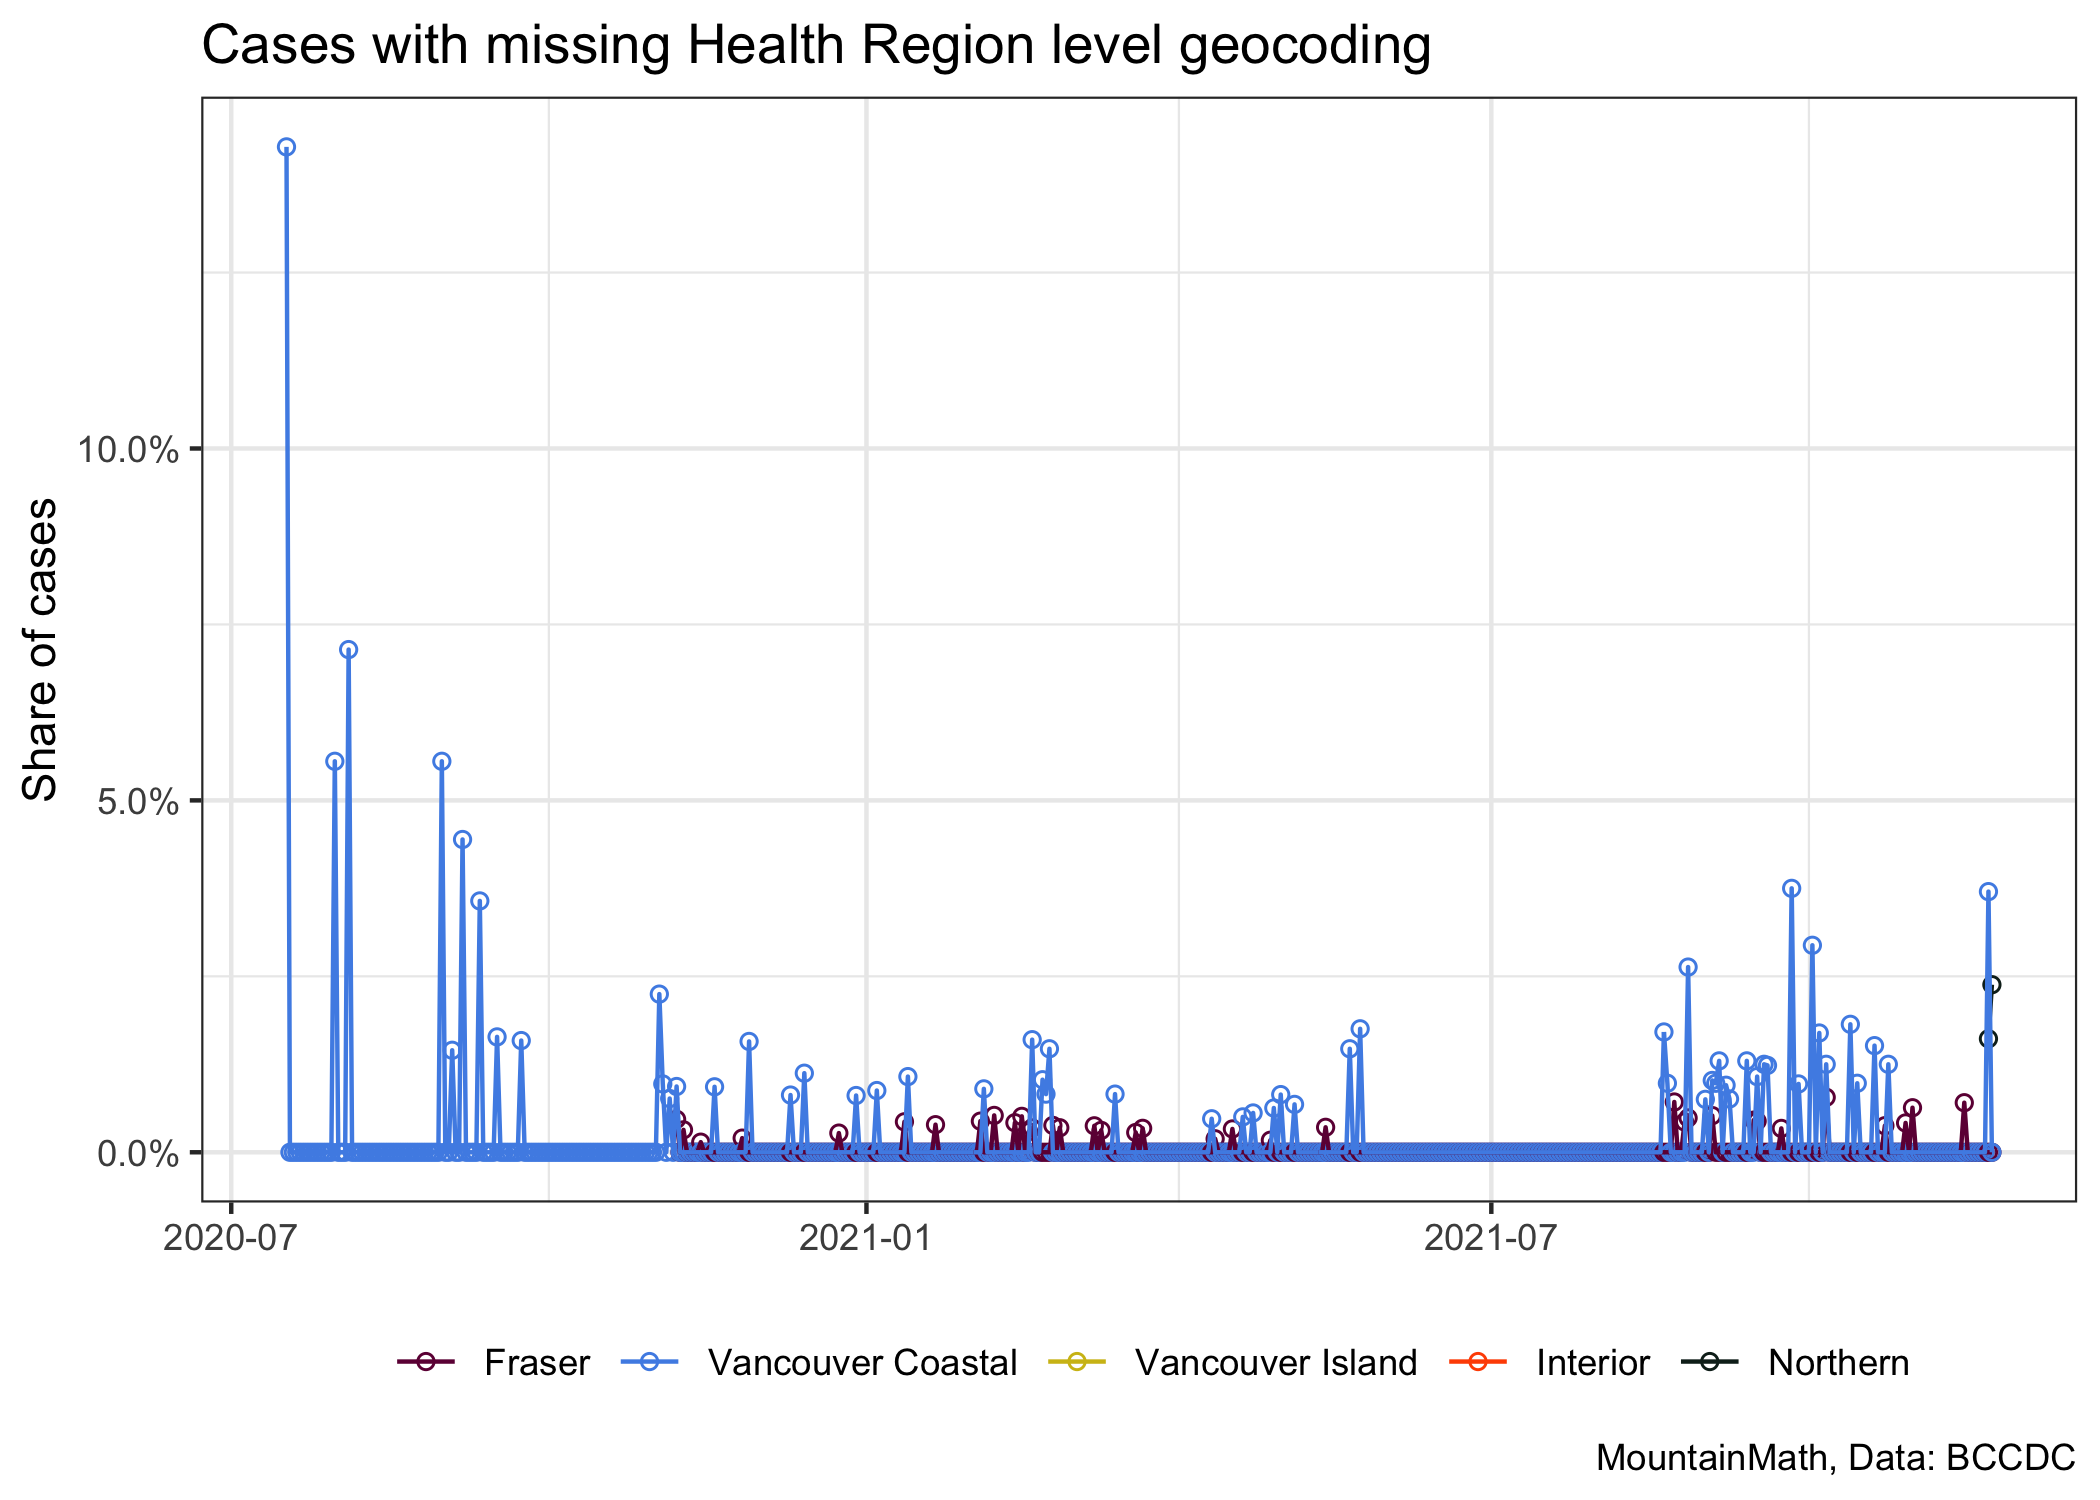 Cases with missing Health Region level geocoding
Share of cases
10.0%
5.0%
0.0%
2020-07
2021-01
2021-07
Fraser
Vancouver Coastal
Vancouver Island
Interior
Northern
MountainMath, Data: BCCDC